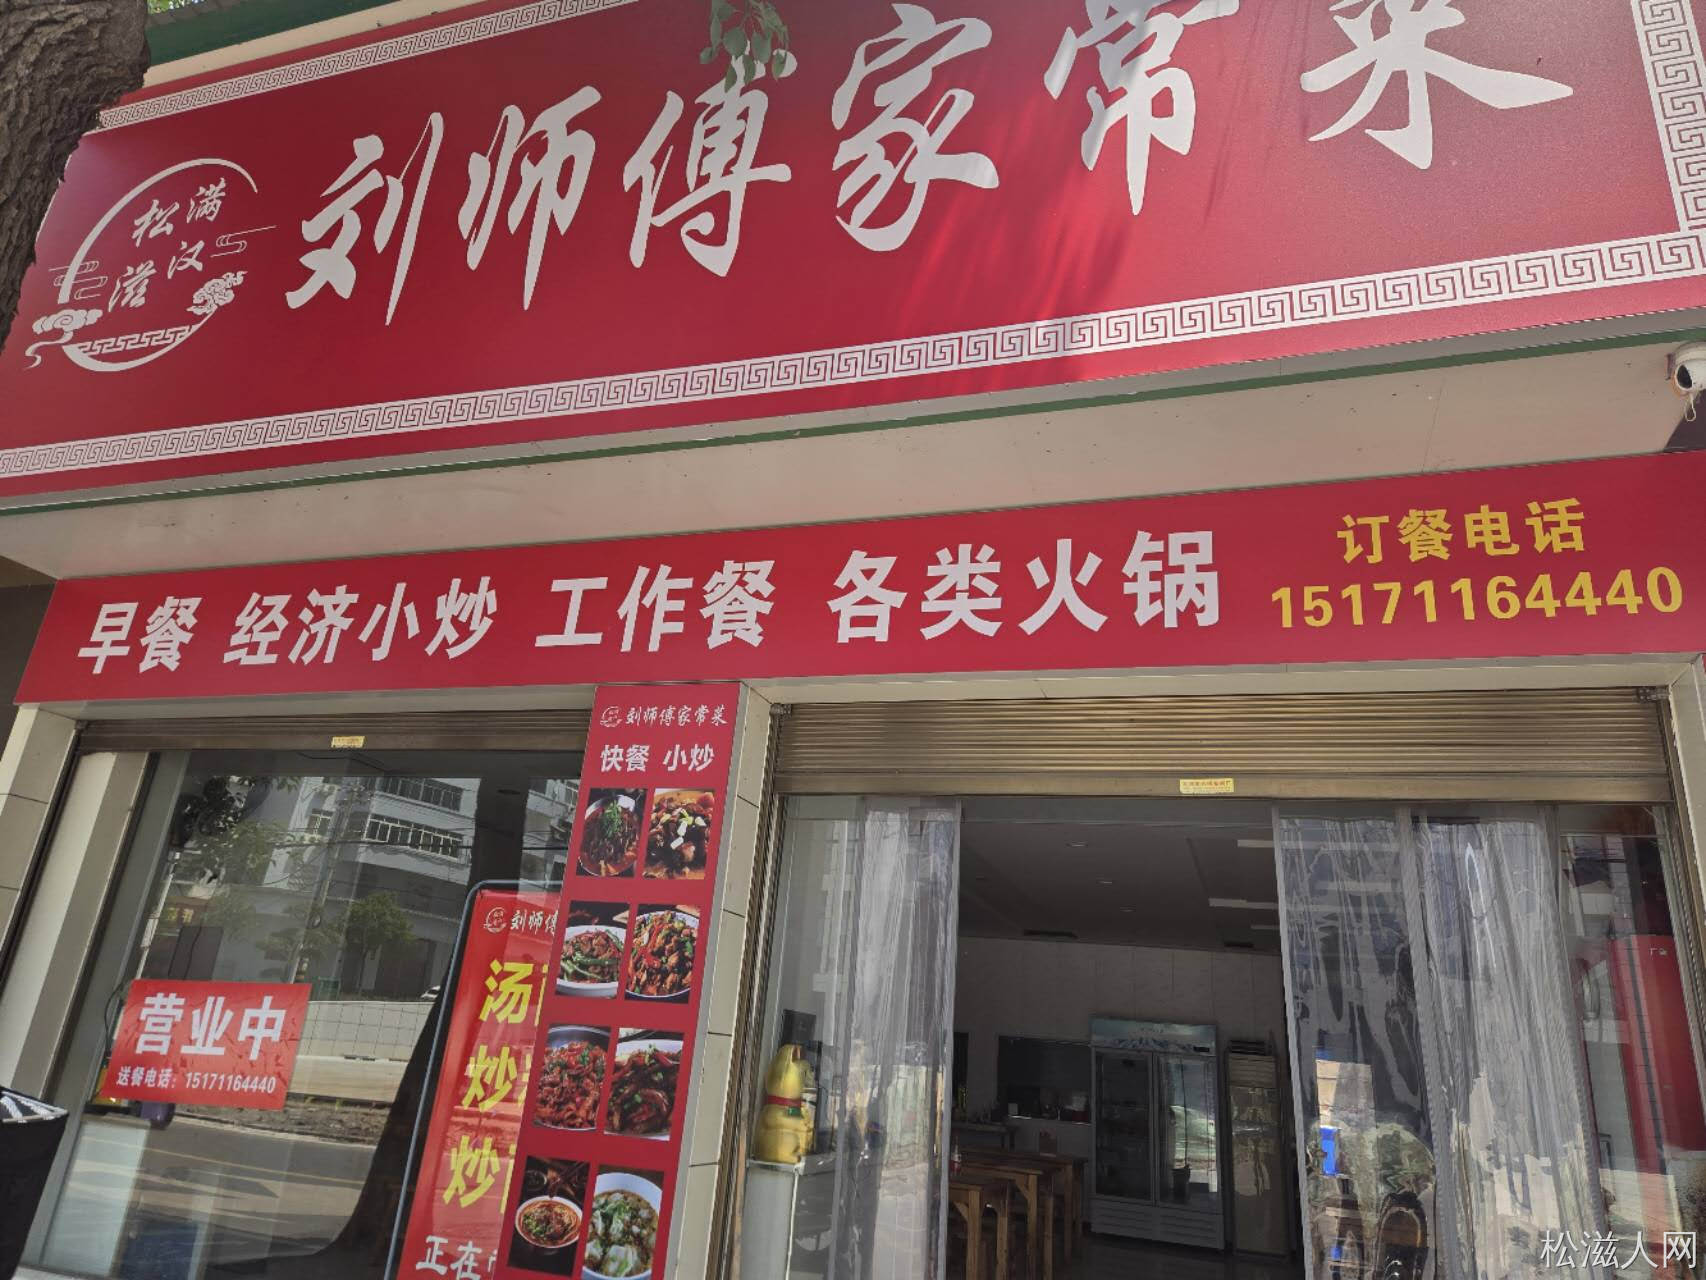 刘师傅家常菜
松满
滋汉
早餐 经济小炒 工作餐 各类火锅
订餐电话
15171164440
刘师傅家常菜
快餐 小炒
刘师傅
汤
炒
炒
正在
营业中
送餐电话：15171164440
松滋人网